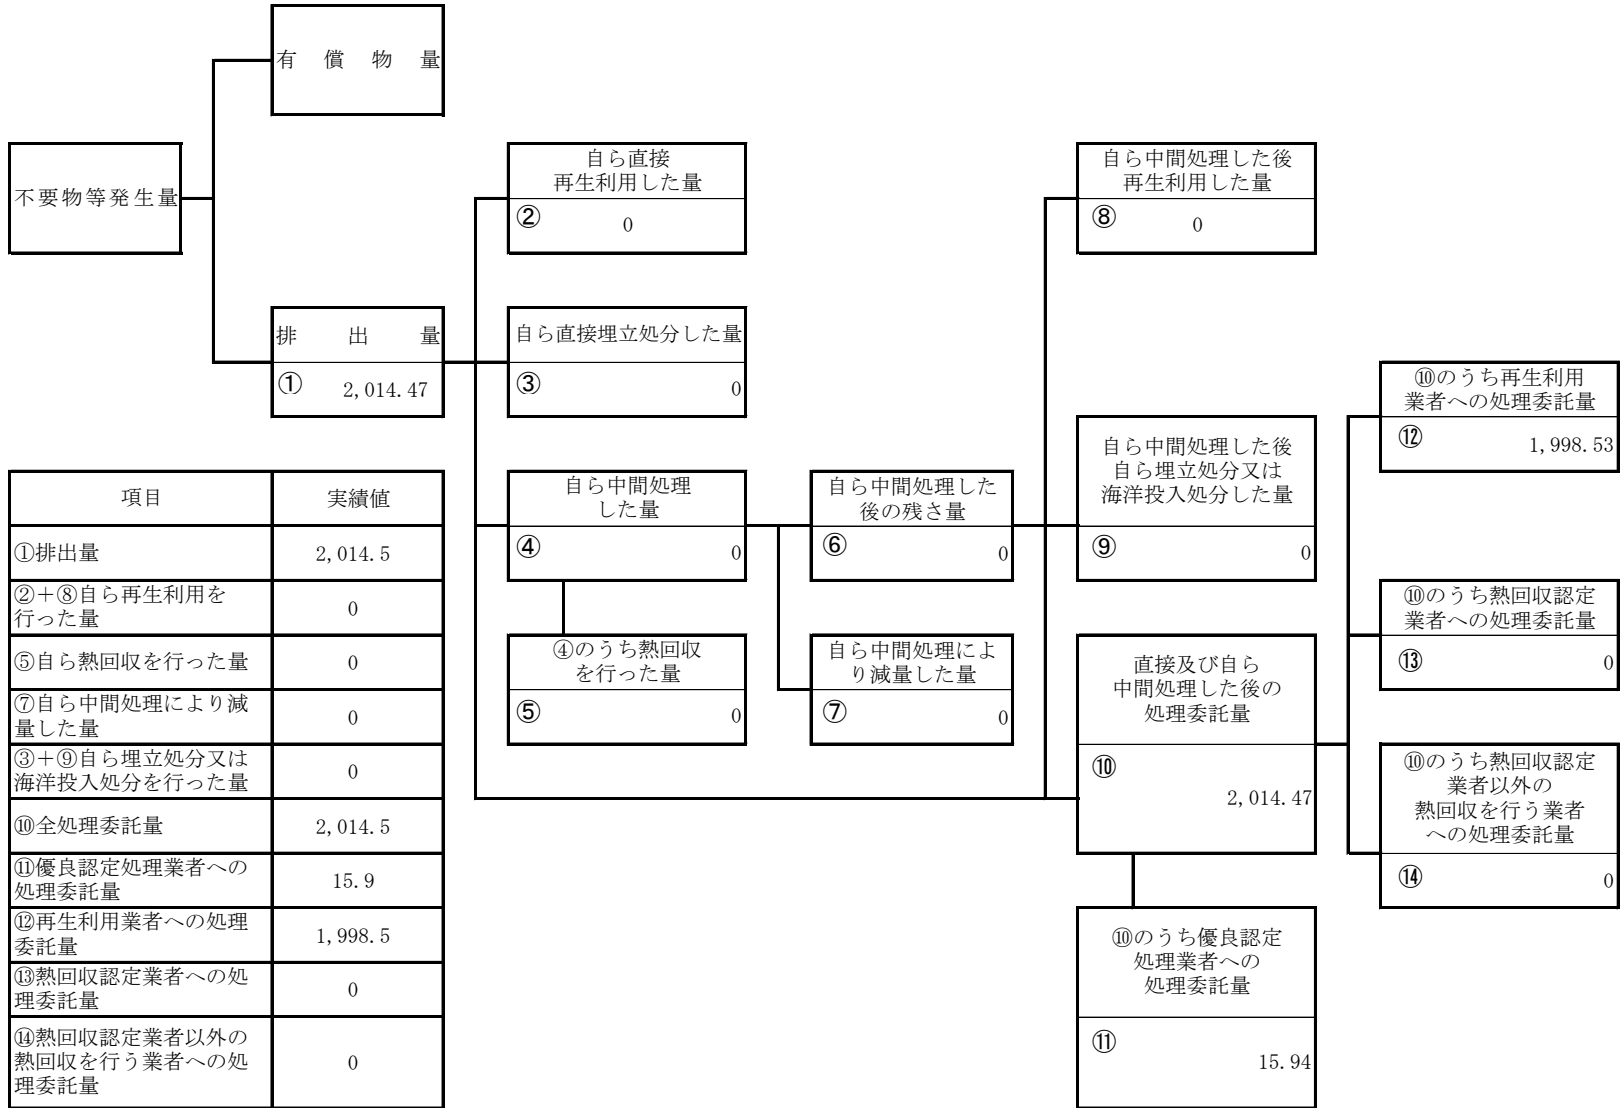 有償物量
不要物等発生量
排出量
① 2,014.47
自ら直接
再生利用した量
② 0
自ら直接埋立処分した量
③ 0
自ら中間処理
した量
④ 0
④のうち熱回収
を行った量
⑤ 0
自ら中間処理した
後の残さ量
⑥ 0
自ら中間処理によ
り減量した量
⑦ 0
自ら中間処理した後
再生利用した量
⑧ 0
自ら中間処理した後
自ら埋立処分又は
海洋投入処分した量
⑨ 0
直接及び自ら
中間処理した後の
処理委託量
⑩
2,014.47
⑩のうち優良認定
処理業者への
処理委託量
⑪
15.94
⑩のうち再生利用
業者への処理委託量
⑫ 1,998.53
⑩のうち熱回収認定
業者への処理委託量
⑬ 0
⑩のうち熱回収認定
業者以外の
熱回収を行う業者
への処理委託量
⑭ 0
項目 実績値
①排出量 2,014.5
②+⑧自ら再生利用を
行った量 0
⑤自ら熱回収を行った量 0
⑦自ら中間処理により減
量した量 0
③+⑨自ら埋立処分又は
海洋投入処分を行った量 0
⑩全処理委託量 2,014.5
⑪優良認定処理業者への
処理委託量 15.9
⑫再生利用業者への処理
委託量 1,998.5
⑬熱回収認定業者への処
理委託量 0
⑭熱回収認定業者以外の
熱回収を行う業者への処
理委託量 0